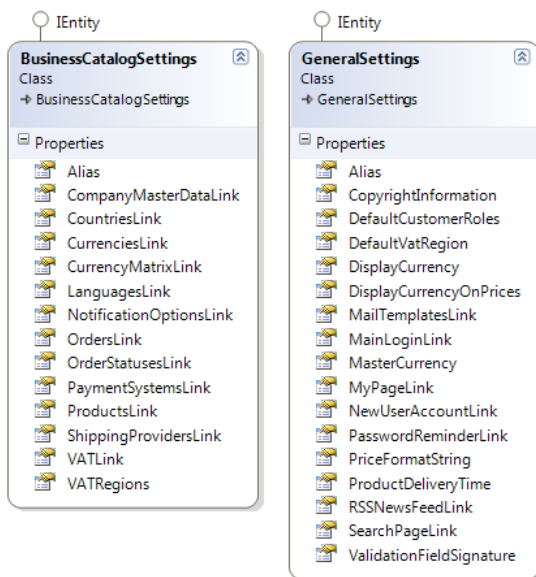 IEntity
BusinessCatalogSettings
Class
BusinessCatalogSettings
Properties
Alias
CompanyMasterDataLink
CountriesLink
CurrenciesLink
CurrencyMatrixLink
LanguagesLink
NotificationOptionsLink
OrdersLink
OrderStatusesLink
PaymentSystemsLink
ProductsLink
ShippingProvidersLink
VATLink
VATRegions
IEntity
GeneralSettings
Class
GeneralSettings
Properties
Alias
CopyrightInformation
DefaultCustomerRoles
DefaultVatRegion
DisplayCurrency
DisplayCurrencyOnPrices
MailTemplatesLink
MainLoginLink
MasterCurrency
MyPageLink
NewUserAccountLink
PasswordReminderLink
PriceFormatString
ProductDeliveryTime
RSSNewsFeedLink
SearchPageLink
ValidationFieldSignature